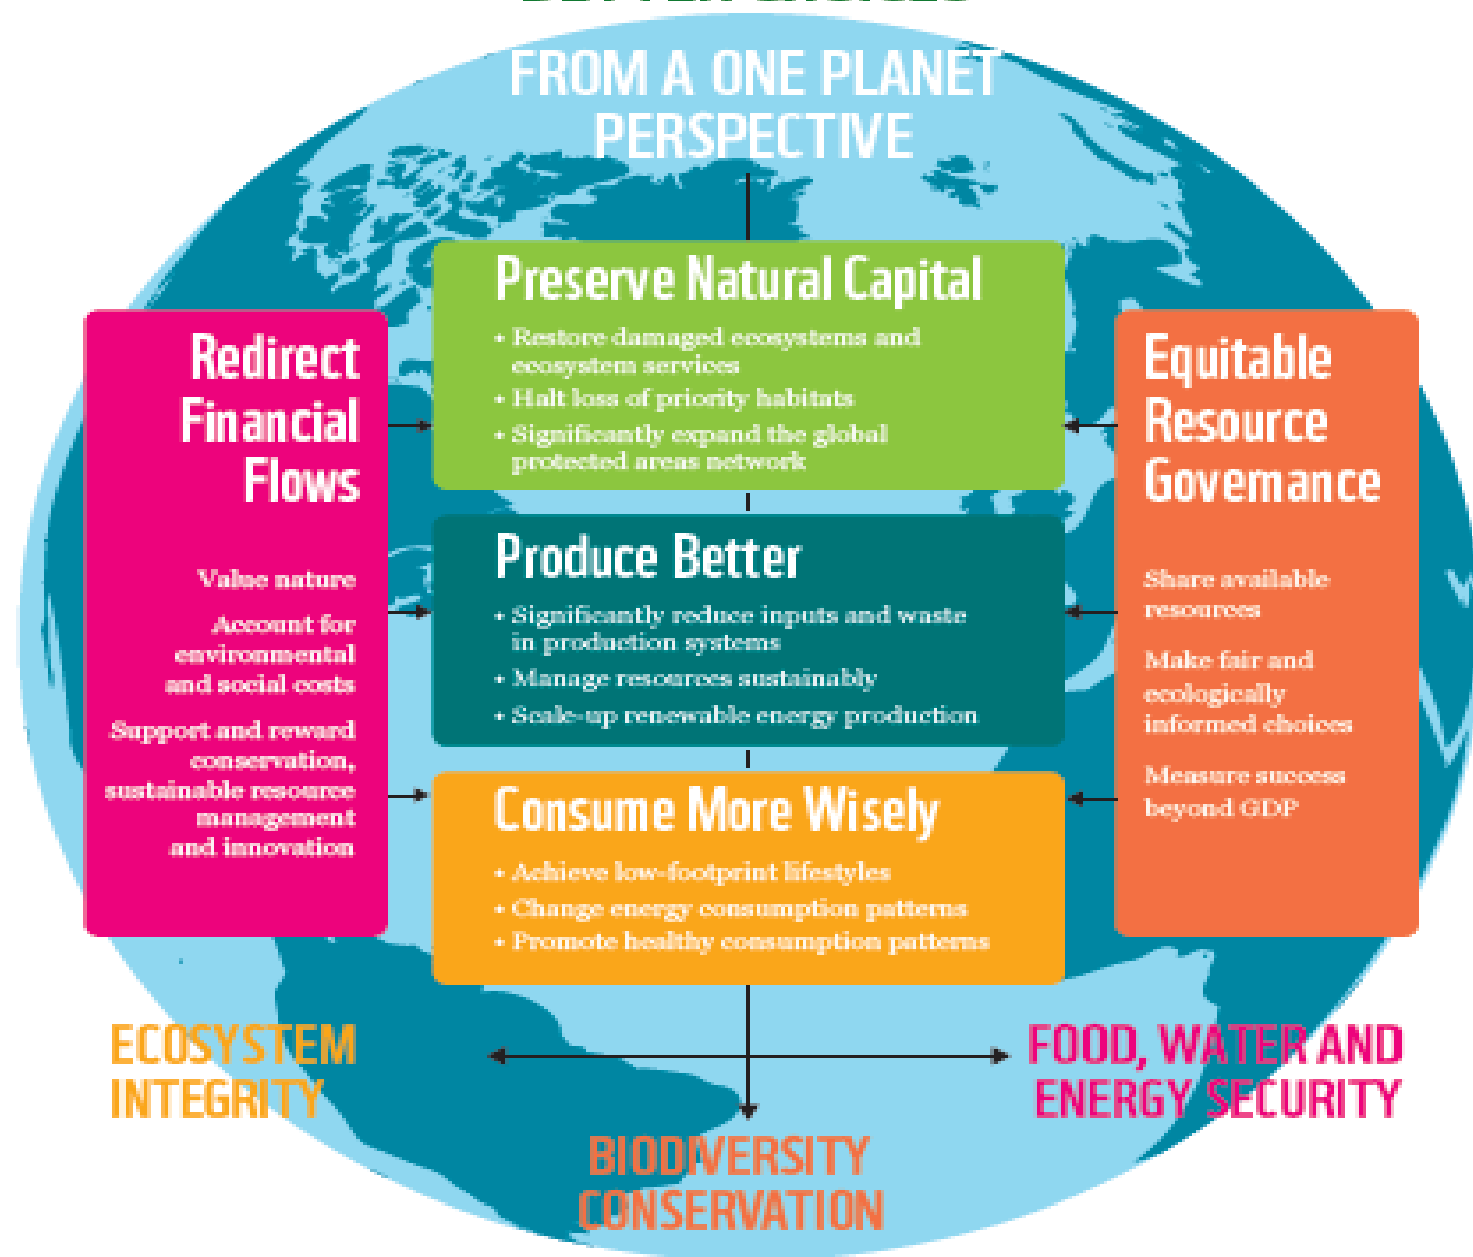 FROM A ONE PLANET
PERSPECTIVE
Preserve Natural Capital
• Restore damaged ecosystems and
ecosystem services
• Halt loss of priority habitats
• Significantly expand the global
protected areas network
Redirect
Financial
Flows
Value nature
Account for
environmental
and social costs
Support and reward
conservation,
sustainable resource
management
and innovation
Produce Better
• Significantly reduce inputs and waste
in production systems
• Manage resources sustainably
• Scale-up renewable energy production
Equitable
Resource
Governance
Share available
resources
Make fair and
ecologically
informed choices
Measure success
beyond GDP
Consume More Wisely
• Achieve low-footprint lifestyles
• Change energy consumption patterns
• Promote healthy consumption patterns
ECOSYSTEM
INTEGRITY
FOOD, WATER AND
ENERGY SECURITY
BIODIVERSITY
CONSERVATION